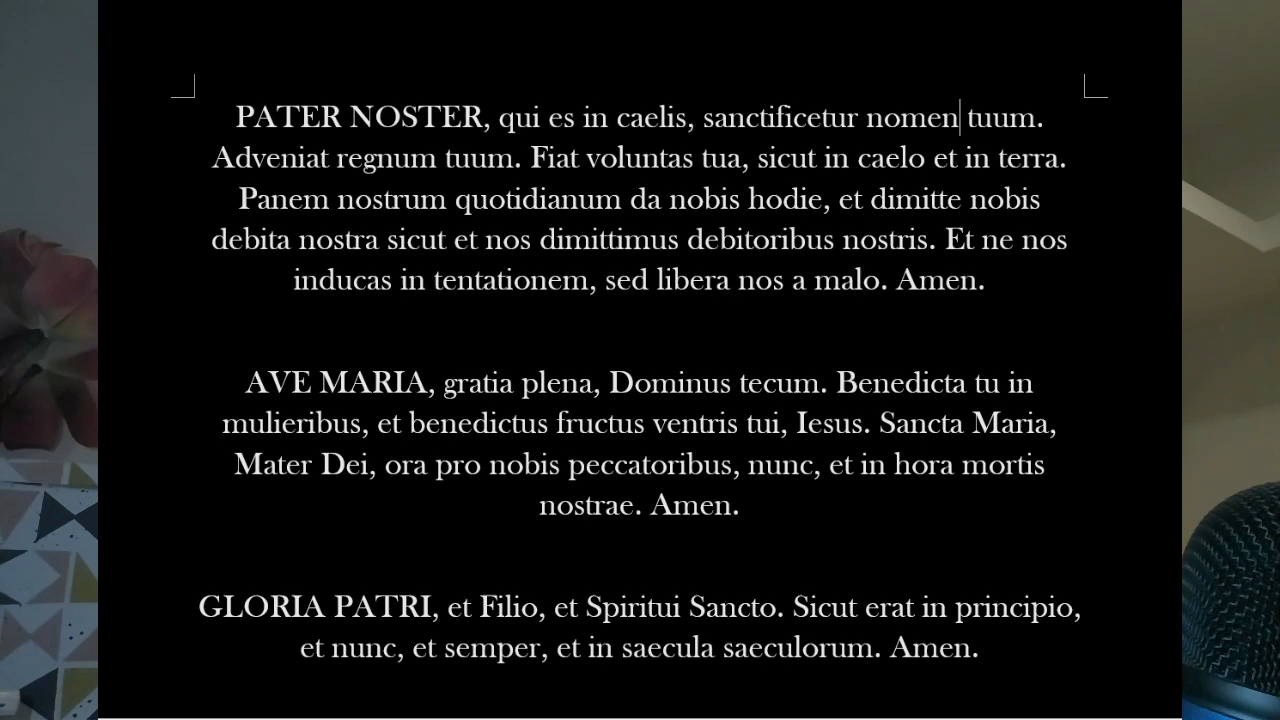 PATER NOSTER, qui es in caelis, sanctificetur nomen tuum.
Adveniat regnum tuum. Fiat voluntas tua, sicut in caelo et in terra.
Panem nostrum quotidianum da nobis hodie, et dimitte nobis
debita nostra sicut et nos dimittimus debitoribus nostris. Et ne nos
inducas in tentationem, sed libera nos a malo. Amen.
AVE MARIA, gratia plena, Dominus tecum. Benedicta tu in
mulieribus, et benedictus fructus ventris tui, Iesus. Sancta Maria,
Mater Dei, ora pro nobis peccatoribus, nunc, et in hora mortis
nostrae. Amen.
GLORIA PATRI, et Filio, et Spiritui Sancto. Sicut erat in principio,
et nunc, et semper, et in saecula saeculorum. Amen.